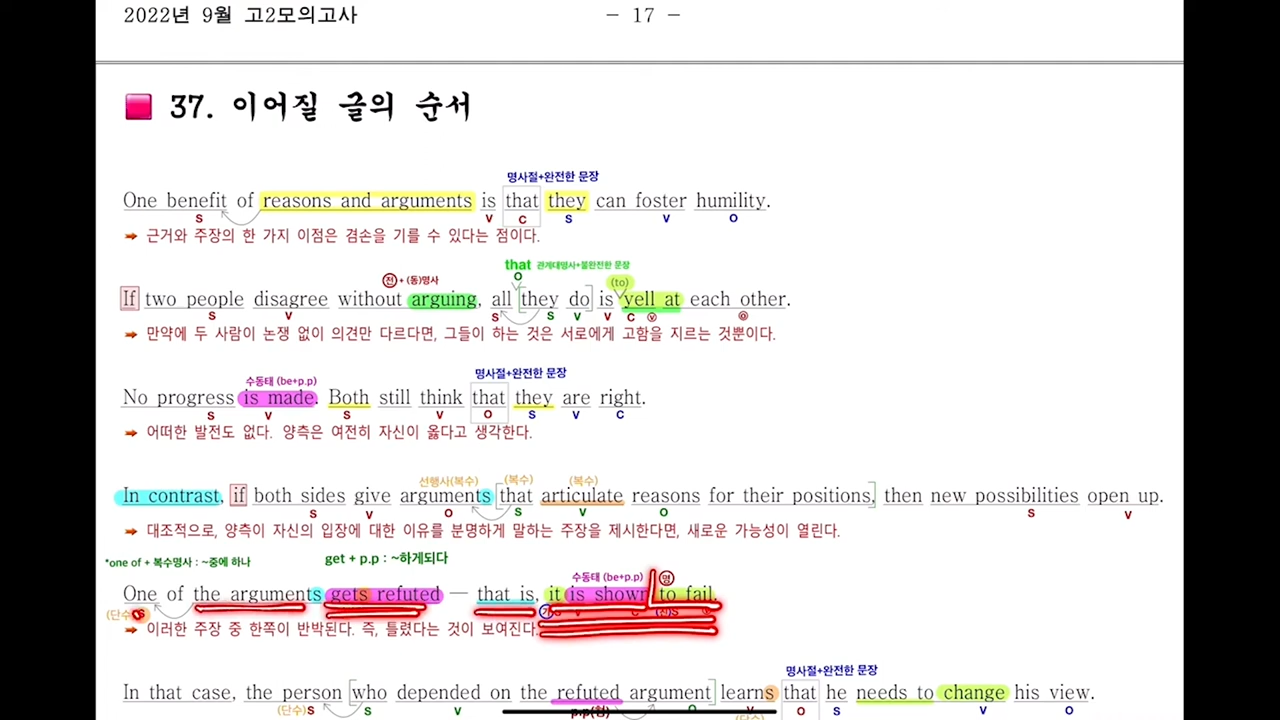 2022년 9월 고2모의고사 - 17 -
37. 이어질 글의 순서
명사절+완전한 문장
One benefit of reasons and arguments is that they can foster humility.
S V C S V O
➡ 근거와 주장의 한 가지 이점은 겸손을 기를 수 있다는 점이다.
that 관계대명사+불완전한 문장
전 + (동)명사 O (to)
If two people disagree without arguing, all [they do] is yell at each other.
S V S S V V C ⓥ ⓞ
➡ 만약에 두 사람이 논쟁 없이 의견만 다르다면, 그들이 하는 것은 서로에게 고함을 지르는 것뿐이다.
수동태 (be+p.p) 명사절+완전한 문장
No progress is made. Both still think that they are right.
S V S V O S V C
➡ 어떠한 발전도 없다. 양측은 여전히 자신이 옳다고 생각한다.
선행사(복수) (복수) (복수)
In contrast, if both sides give arguments [that articulate reasons for their positions,] then new possibilities open up.
S V O S V O S V
➡ 대조적으로, 양측이 자신의 입장에 대한 이유를 분명하게 말하는 주장을 제시한다면, 새로운 가능성이 열린다.
*one of + 복수명사 : ~중에 하나 get + p.p : ~하게되다
수동태 (be+p.p) 명
One of the arguments gets refuted — that is, it is shown to fail.
(단수)S
➡ 이러한 주장 중 한쪽이 반박된다. 즉, 틀렸다는 것이 보여진다.
명사절+완전한 문장
In that case, the person [who depended on the refuted argument] learns that he needs to change his view.
(단수)S S V p.p(형) O V O S V O
(단수)